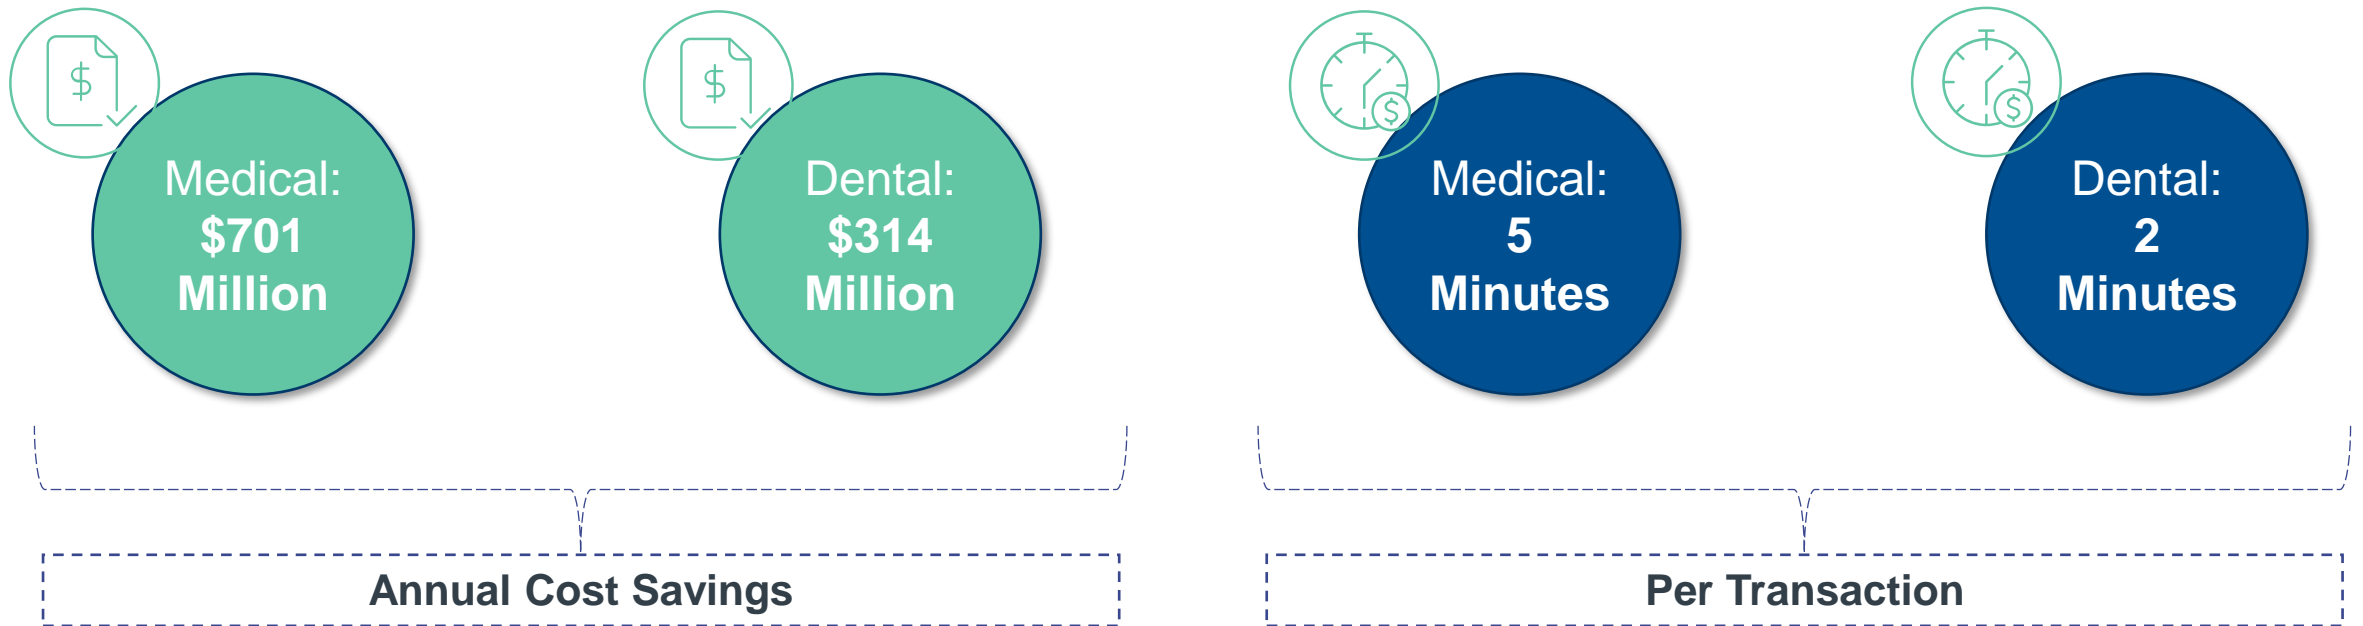 $
$
$
$
Medical:
$701
Million
Dental:
$314
Million
Medical:
5
Minutes
Dental:
2
Minutes
Annual Cost Savings
Per Transaction